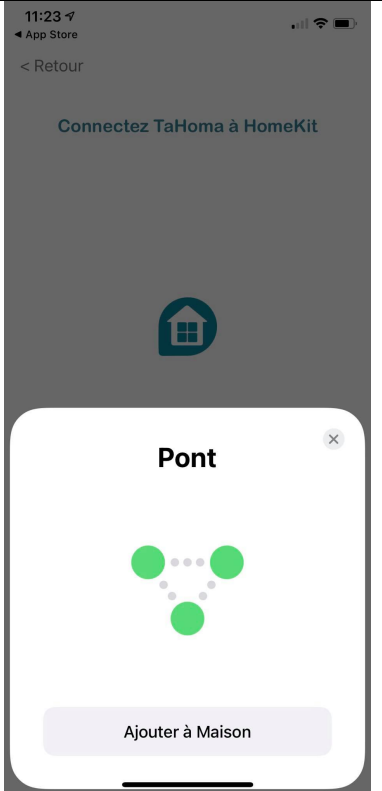 11:23
◀ App Store
< Retour
Connectez TaHoma à HomeKit
Pont
Ajouter à Maison